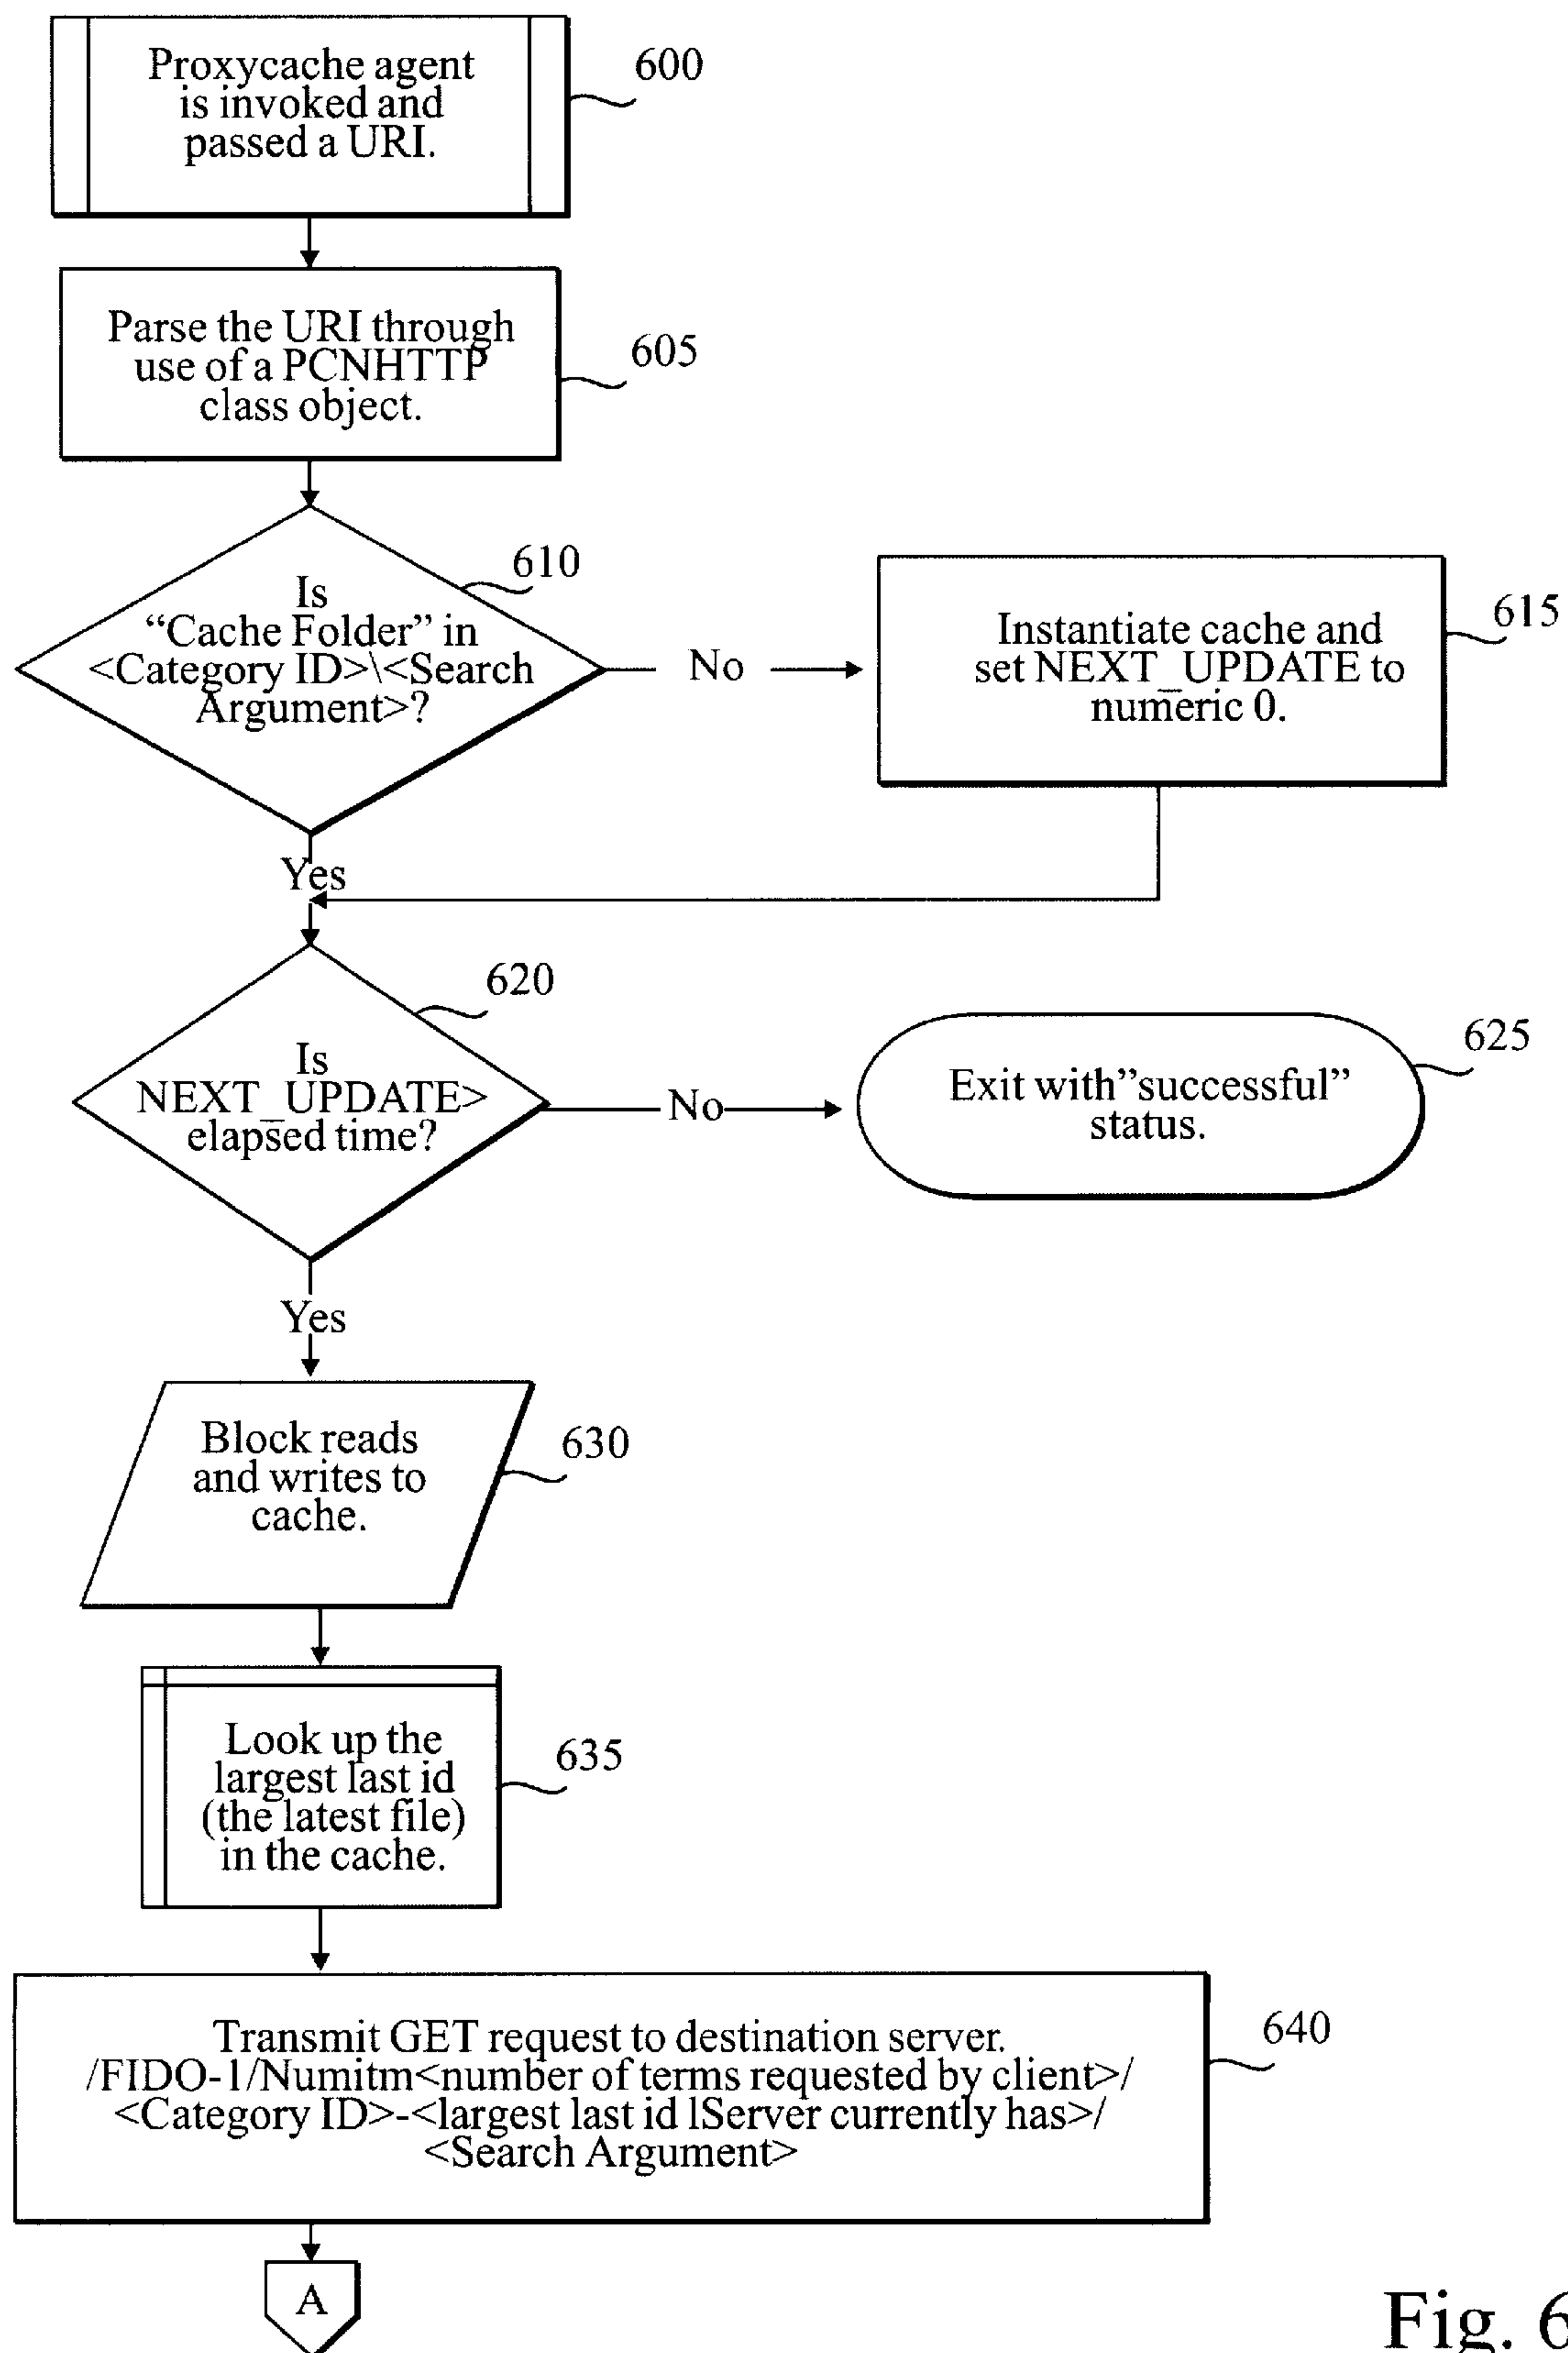 Proxycache agent
is invoked and
passed a URI.
600
Parse the URI through
use of a PCNHTTP
class object.
605
610
Is
“Cache Folder” in
<Category ID>\<Search
Argument>?
No
Instantiate cache and
set NEXT_UPDATE to
numeric 0.
615
Yes
620
Is
NEXT_UPDATE>
elapsed time?
No
Exit with”successful”
status.
625
Yes
Block reads
and writes to
cache.
630
Look up the
largest last id
(the latest file)
in the cache.
635
Transmit GET request to destination server.
/FIDO-1/Numitm<number of terms requested by client>/
<Category ID>-<largest last id lServer currently has>/
<Search Argument>
640
A
Fig. 6